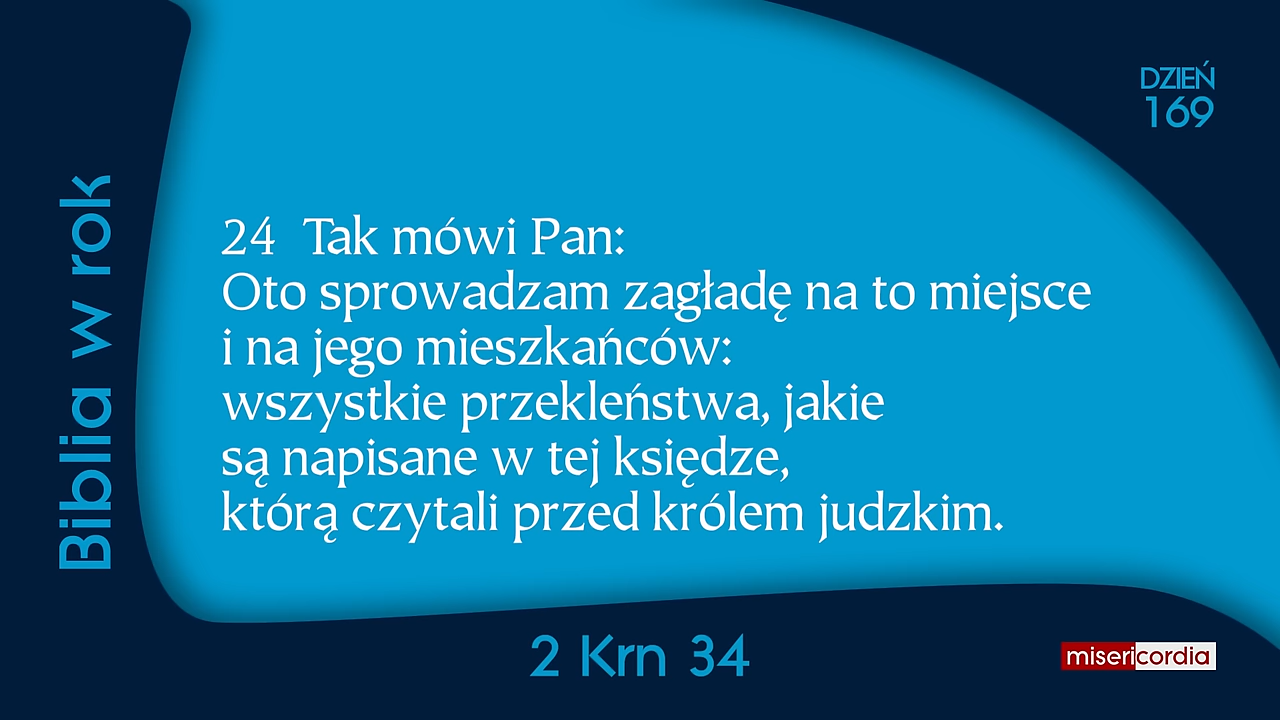 DZIEŃ
169
Biblia w rok
24 Tak mówi Pan:
Oto sprowadzam zagładę na to miejsce
i na jego mieszkańców:
wszystkie przekleństwa, jakie
są napisane w tej księdze,
którą czytali przed królem judzkim.
2 Krn 34
misericordia